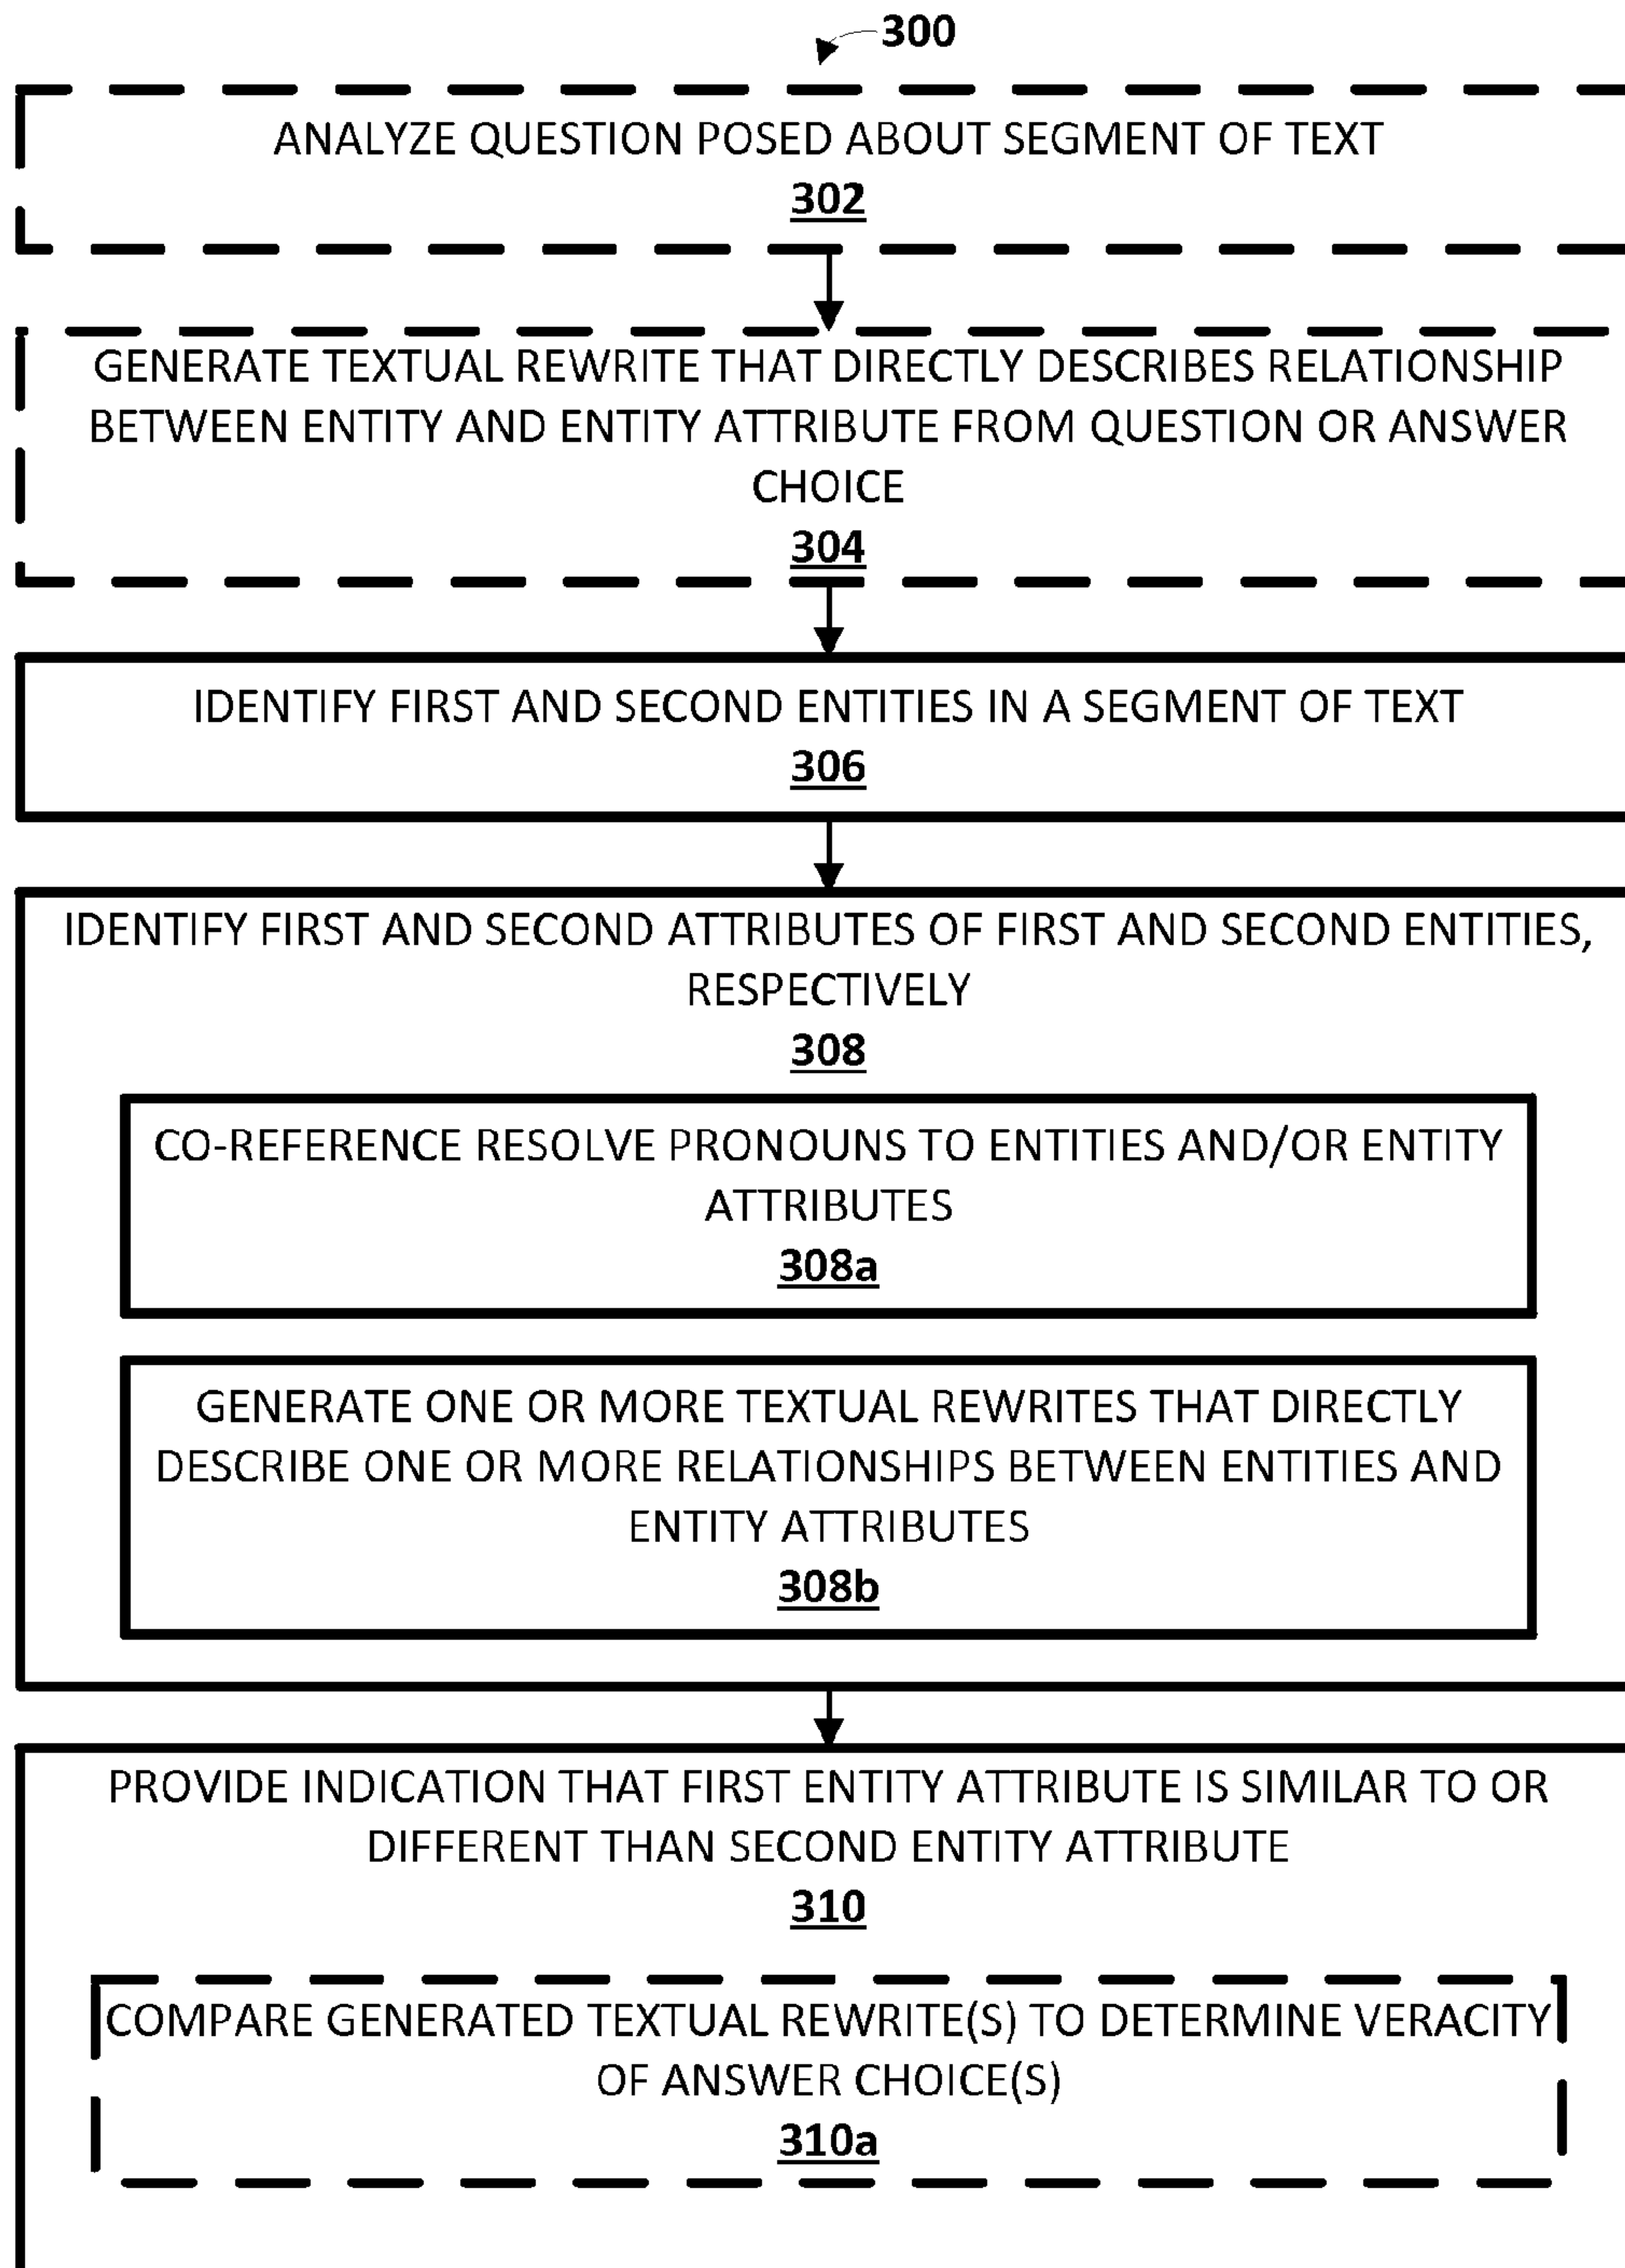 300
ANALYZE QUESTION POSED ABOUT SEGMENT OF TEXT
302
GENERATE TEXTUAL REWRITE THAT DIRECTLY DESCRIBES RELATIONSHIP
BETWEEN ENTITY AND ENTITY ATTRIBUTE FROM QUESTION OR ANSWER
CHOICE
304
IDENTIFY FIRST AND SECOND ENTITIES IN A SEGMENT OF TEXT
306
IDENTIFY FIRST AND SECOND ATTRIBUTES OF FIRST AND SECOND ENTITIES,
RESPECTIVELY
308
CO-REFERENCE RESOLVE PRONOUNS TO ENTITIES AND/OR ENTITY
ATTRIBUTES
308a
GENERATE ONE OR MORE TEXTUAL REWRITES THAT DIRECTLY
DESCRIBE ONE OR MORE RELATIONSHIPS BETWEEN ENTITIES AND
ENTITY ATTRIBUTES
308b
PROVIDE INDICATION THAT FIRST ENTITY ATTRIBUTE IS SIMILAR TO OR
DIFFERENT THAN SECOND ENTITY ATTRIBUTE
310
COMPARE GENERATED TEXTUAL REWRITE(S) TO DETERMINE VERACITY
OF ANSWER CHOICE(S)
310a